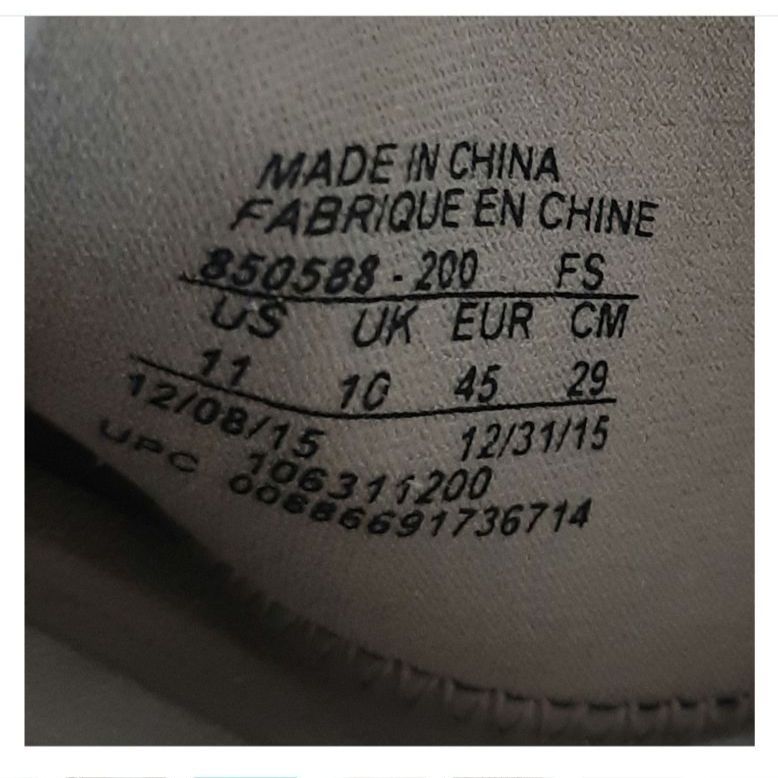 MADE IN CHINA
FABRIQUE EN CHINE
850588 - 200 FS
US UK EUR CM
11 10 45 29
12/08/15 12/31/15
106311200
UPC 00686691736714